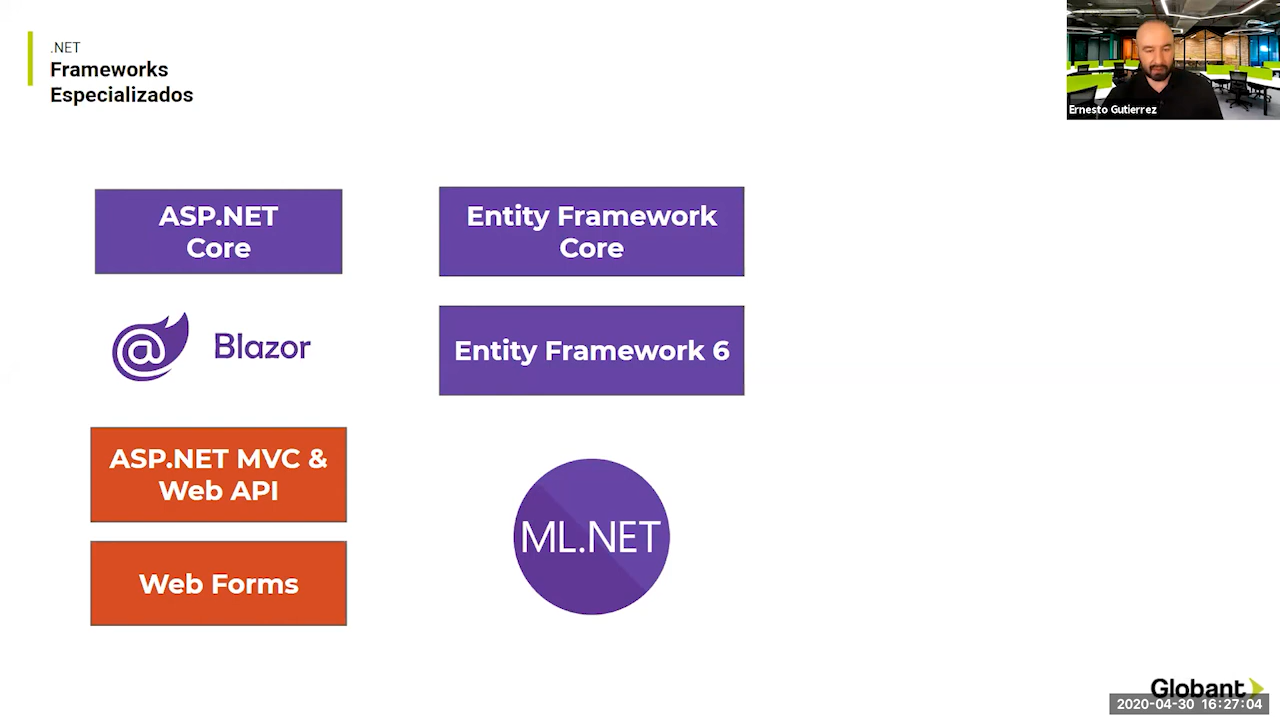 .NET
Frameworks
Especializados
Ernesto Gutierrez
ASP.NET
Core
Entity Framework
Core
@ Blazor
Entity Framework 6
ASP.NET MVC &
Web API
ML.NET
Web Forms
Globant
2020-04-30 16:27:04